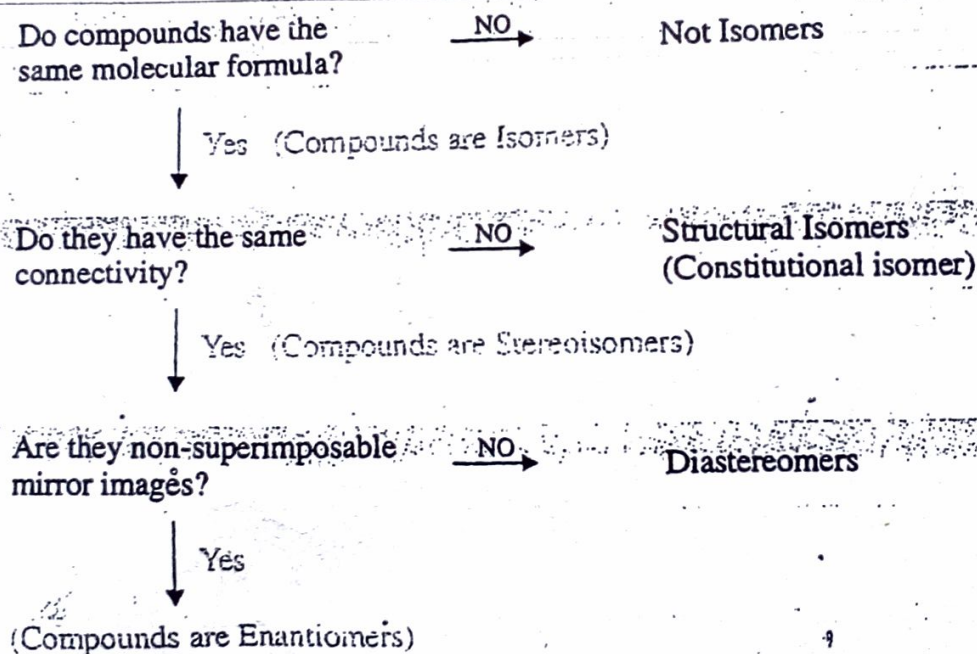 Do compounds have the
same molecular formula?
NO
Not Isomers
Yes (Compounds are Isomers)
Do they have the same
connectivity?
NO
Structural Isomers
(Constitutional isomer)
Yes (Compounds are Stereoisomers)
Are they non-superimposable
mirror images?
NO
Diastereomers
Yes
(Compounds are Enantiomers)